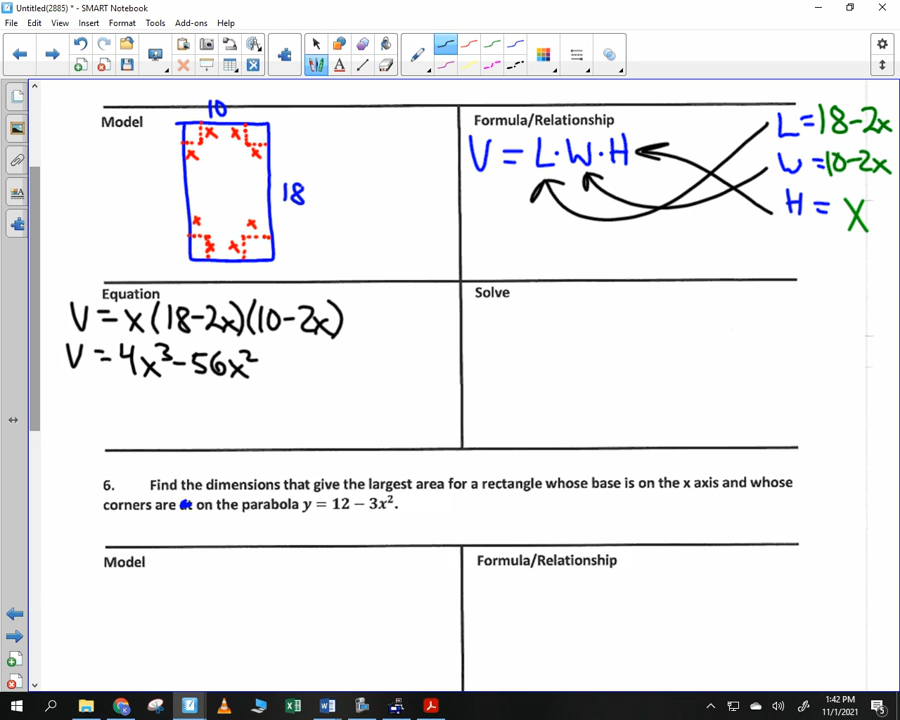 Untitled(2885) * - SMART Notebook
File Edit View Insert Format Tools Add-ons Help
Model
10
x x
x x
18
x x
x x
Formula/Relationship
V = L·W·H
L = 18-2x
W = 10-2x
H = x
Equation
V = x(18-2x)(10-2x)
V = 4x³-56x²
Solve
6. Find the dimensions that give the largest area for a rectangle whose base is on the x axis and whose
corners are on the parabola y = 12 − 3x².
Model
Formula/Relationship
1:42 PM
11/1/2021
5